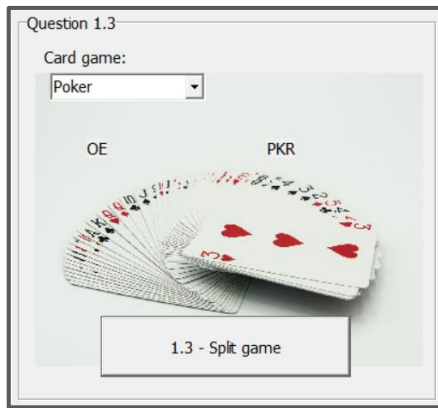 Question 1.3
Card game:
Poker
OE PKR
1.3 - Split game